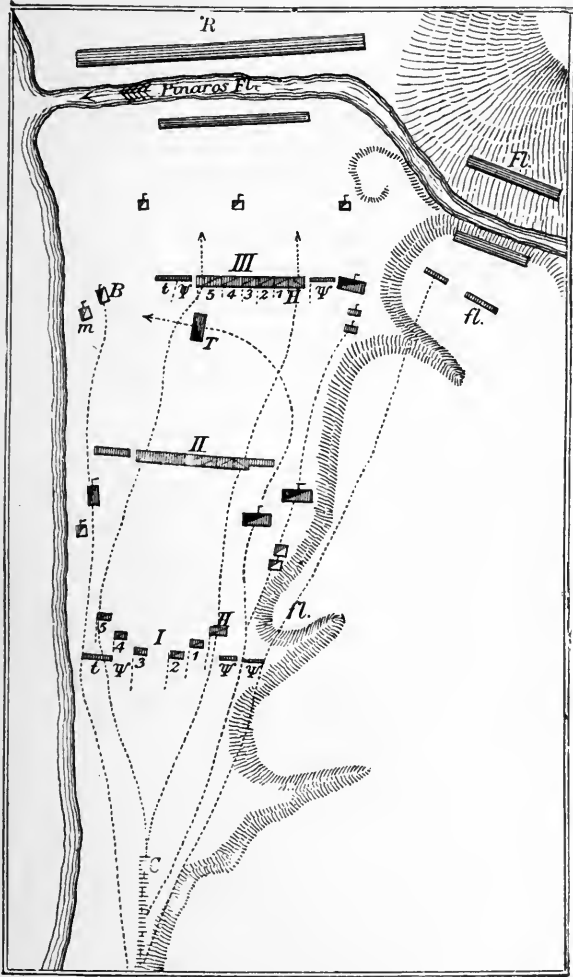 R
Pinaros Fl.
Fl.
III
t Ψ 5 4 3 2 1 H Ψ
B
m
T
fl.
II
fl.
5 4 3 I 2 1 H
t Ψ Ψ Ψ
C